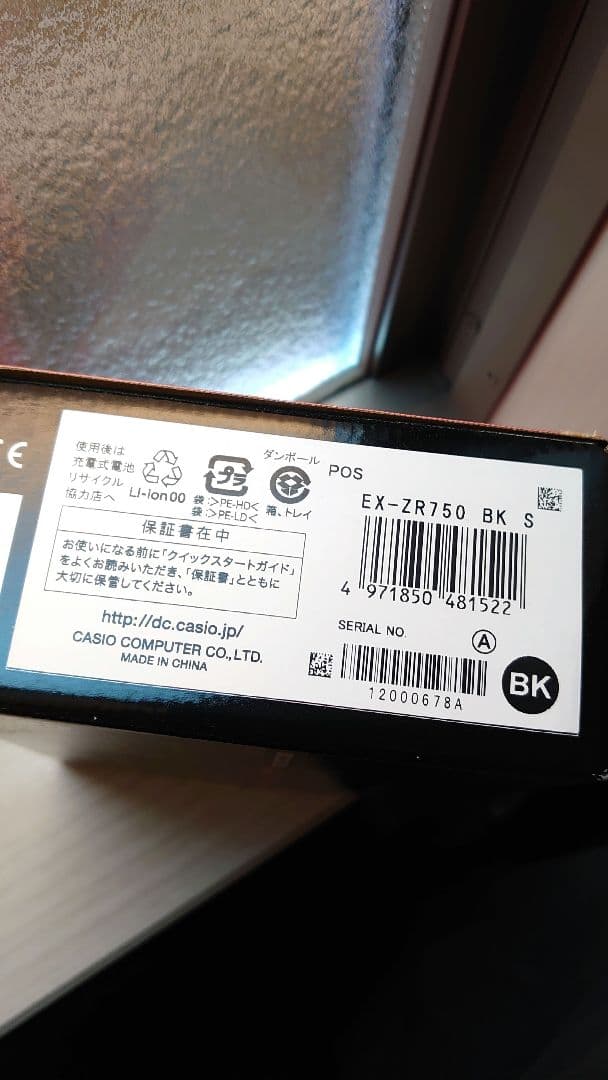 CE
使用後は
充電式電池
リサイクル
協力店へ
Li-ion00
プラ
袋:>PE-HD<
袋:>PE-LD<
ダンボール
箱、トレイ
POS
保証書在中
お使いになる前に「クイックスタートガイド」
をよくお読みいただき、「保証書」とともに
大切に保管してください。
http://dc.casio.jp/
CASIO COMPUTER CO.,LTD.
MADE IN CHINA
EX-ZR750 BK S
4 971850 481522
SERIAL NO.
A
12000678A
BK